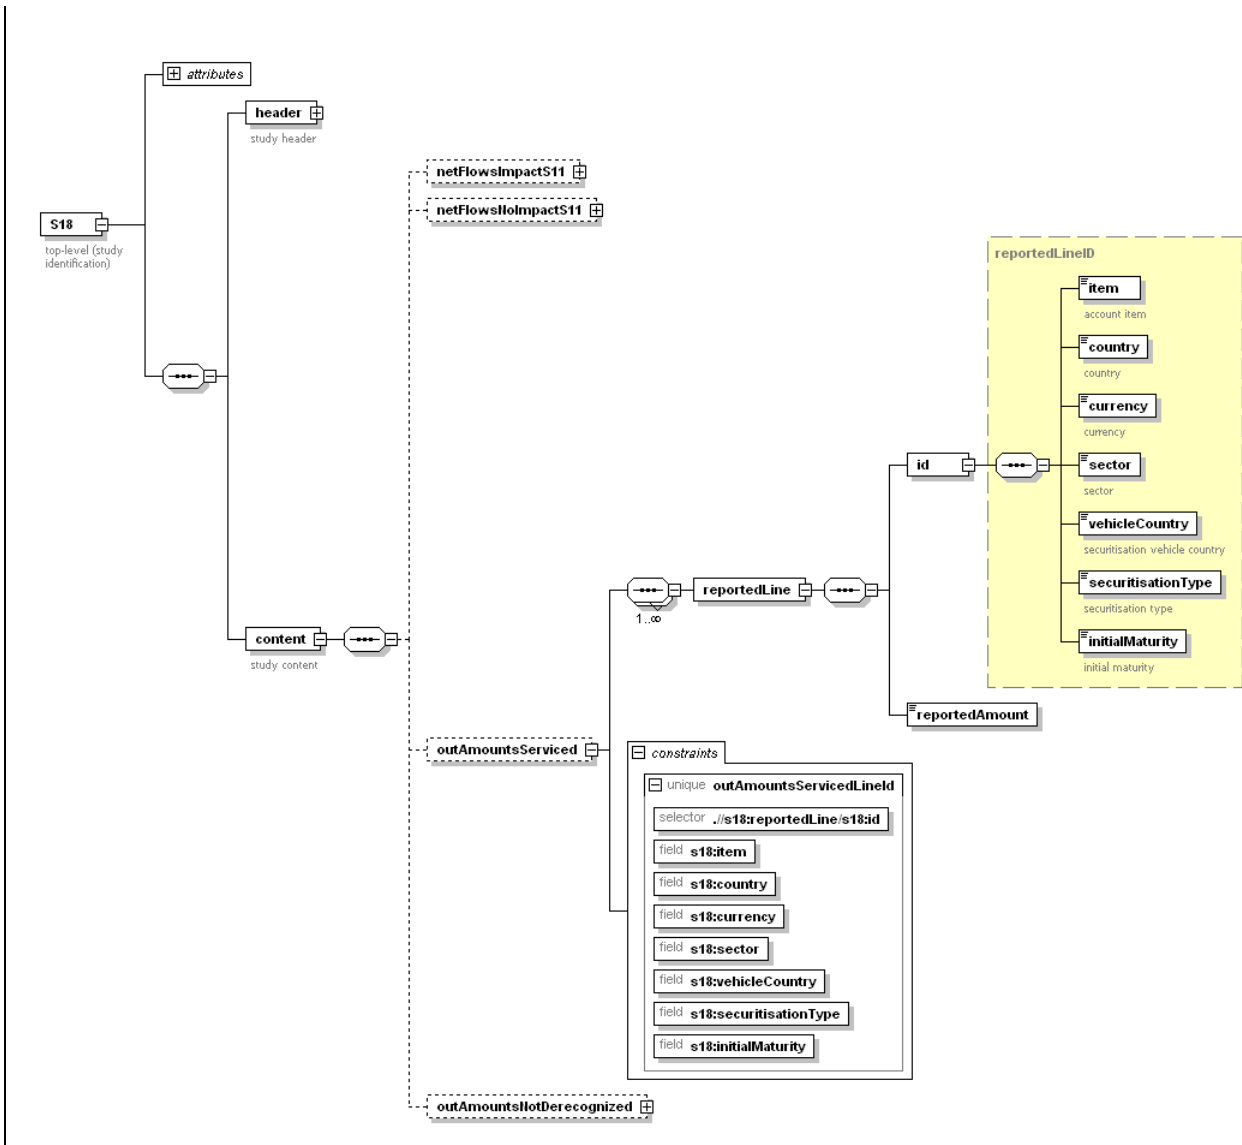 attributes
header
study header
netFlowsImpactS11
netFlowsNoImpactS11
S18
top-level (study
identification)
reportedLineID
item
account item
country
country
currency
currency
id
sector
sector
vehicleCountry
securitisation vehicle country
securitisationType
securitisation type
reportedLine
1..∞
content
study content
initialMaturity
initial maturity
reportedAmount
outAmountsServiced
constraints
unique outAmountsServicedLineId
selector .//s18:reportedLine/s18:id
field s18:item
field s18:country
field s18:currency
field s18:sector
field s18:vehicleCountry
field s18:securitisationType
field s18:initialMaturity
outAmountsNotDerecognized